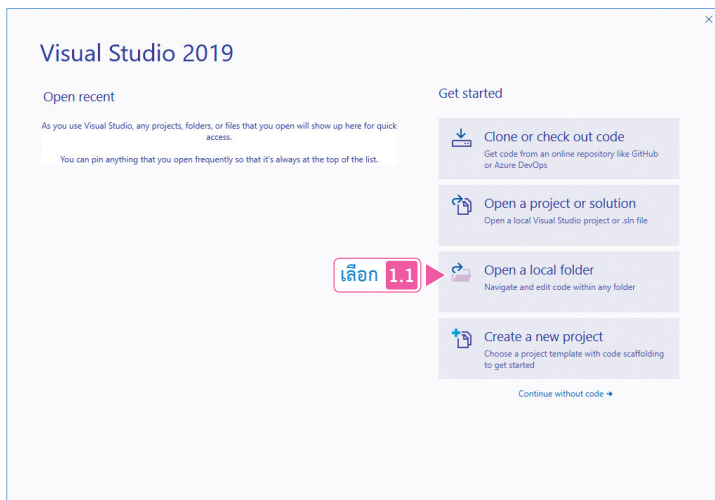 Visual Studio 2019
Open recent
As you use Visual Studio, any projects, folders, or files that you open will show up here for quick
access.
You can pin anything that you open frequently so that it's always at the top of the list.
Get started
Clone or check out code
Get code from an online repository like GitHub
or Azure DevOps
Open a project or solution
Open a local Visual Studio project or .sln file
เลือก 1.1
Open a local folder
Navigate and edit code within any folder
Create a new project
Choose a project template with code scaffolding
to get started
Continue without code →